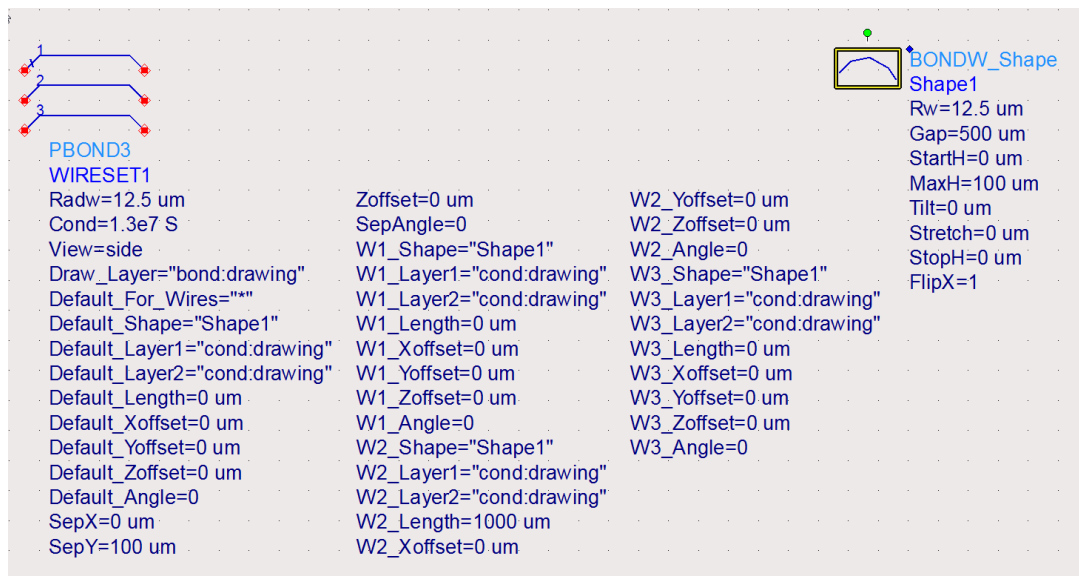 1
2
3
PBOND3
WIRESET1
Radw=12.5 um
Cond=1.3e7 S
View=side
Draw_Layer="bond:drawing"
Default_For_Wires="*"
Default_Shape="Shape1"
Default_Layer1="cond:drawing"
Default_Layer2="cond:drawing"
Default_Length=0 um
Default_Xoffset=0 um
Default_Yoffset=0 um
Default_Zoffset=0 um
Default_Angle=0
SepX=0 um
SepY=100 um
Zoffset=0 um
SepAngle=0
W1_Shape="Shape1"
W1_Layer1="cond:drawing"
W1_Layer2="cond:drawing"
W1_Length=0 um
W1_Xoffset=0 um
W1_Yoffset=0 um
W1_Zoffset=0 um
W1_Angle=0
W2_Shape="Shape1"
W2_Layer1="cond:drawing"
W2_Layer2="cond:drawing"
W2_Length=1000 um
W2_Xoffset=0 um
W2_Yoffset=0 um
W2_Zoffset=0 um
W2_Angle=0
W3_Shape="Shape1"
W3_Layer1="cond:drawing"
W3_Layer2="cond:drawing"
W3_Length=0 um
W3_Xoffset=0 um
W3_Yoffset=0 um
W3_Zoffset=0 um
W3_Angle=0
BONDW_Shape
Shape1
Rw=12.5 um
Gap=500 um
StartH=0 um
MaxH=100 um
Tilt=0 um
Stretch=0 um
StopH=0 um
FlipX=1